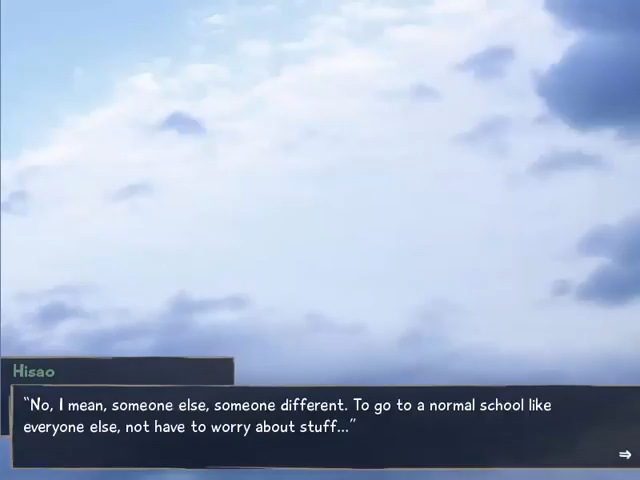 Hisao
“No, I mean, someone else, someone different. To go to a normal school like
everyone else, not have to worry about stuff...”